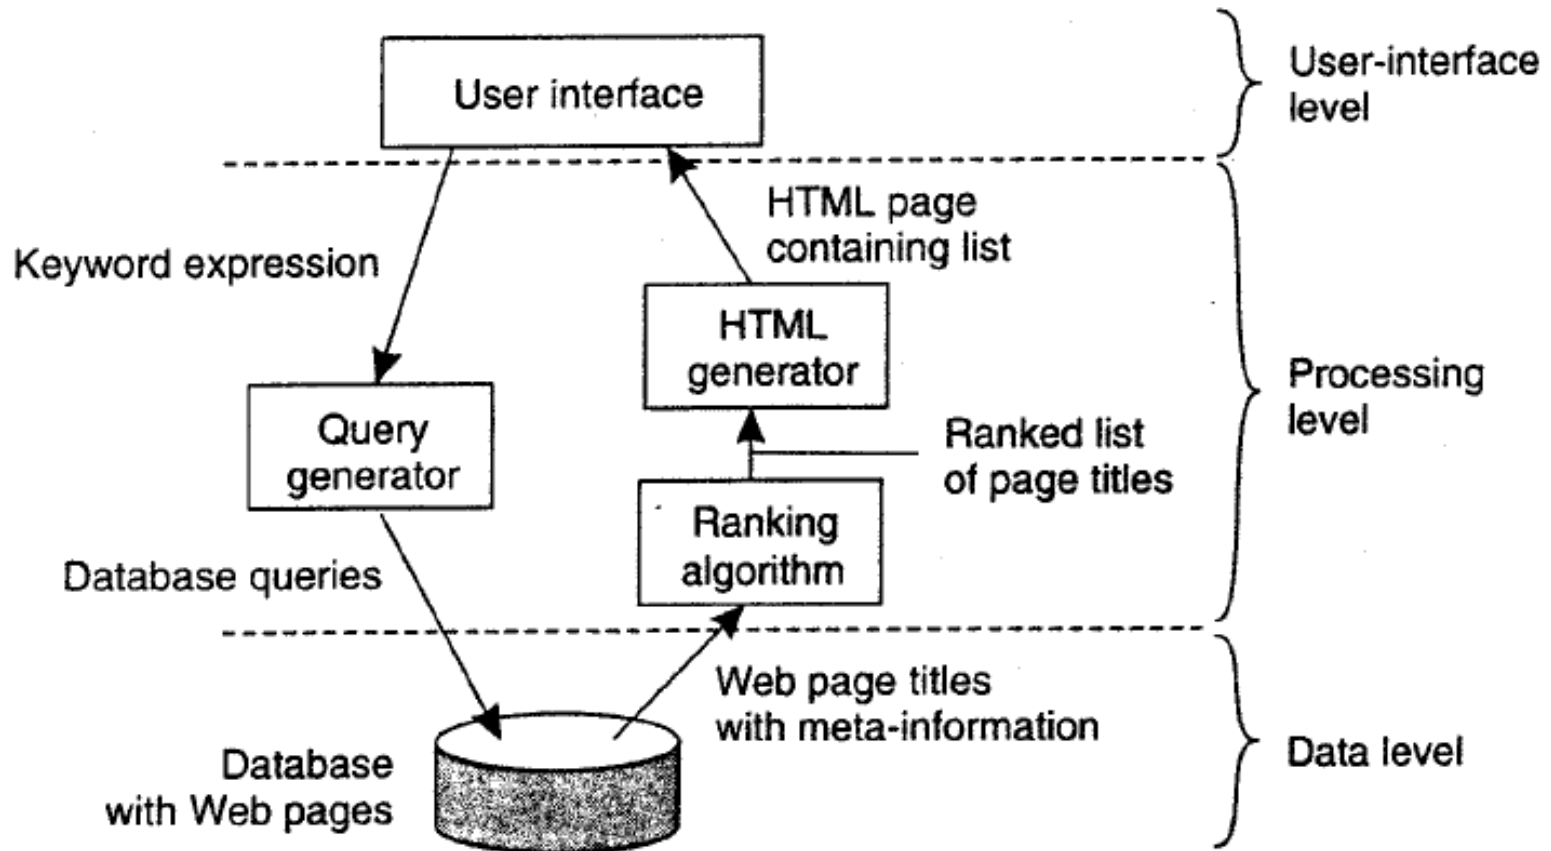 User interface
User-interface
level
HTML page
containing list
Keyword expression
HTML
generator
Processing
level
Query
generator
Ranked list
of page titles
Ranking
algorithm
Database queries
Web page titles
with meta-information
Data level
Database
with Web pages